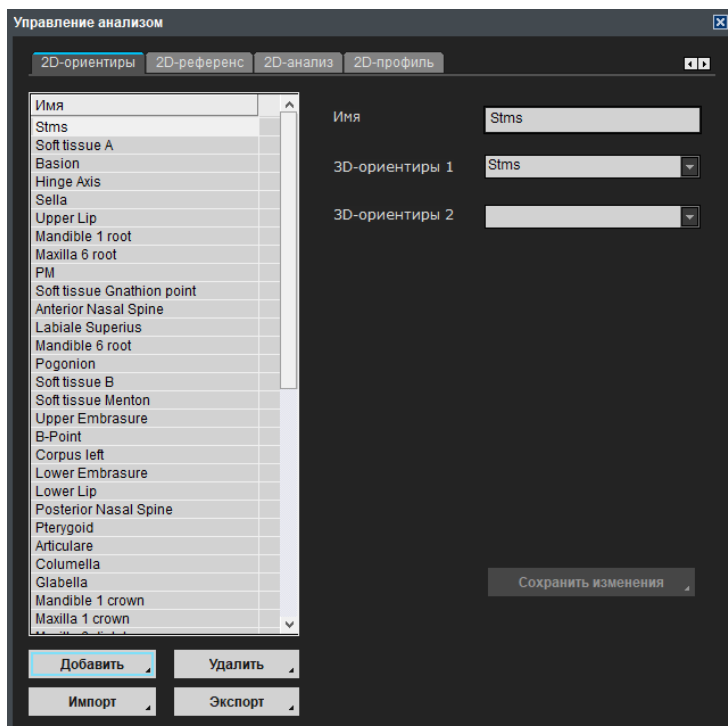 Управление анализом
2D-ориентиры 2D-референс 2D-анализ 2D-профиль
Имя
Stms
Soft tissue A
Basion
Hinge Axis
Sella
Upper Lip
Mandible 1 root
Maxilla 6 root
PM
Soft tissue Gnathion point
Anterior Nasal Spine
Labiale Superius
Mandible 6 root
Pogonion
Soft tissue B
Soft tissue Menton
Upper Embrasure
B-Point
Corpus left
Lower Embrasure
Lower Lip
Posterior Nasal Spine
Pterygoid
Articulare
Columella
Glabella
Mandible 1 crown
Maxilla 1 crown
Имя Stms
3D-ориентиры 1 Stms
3D-ориентиры 2
Сохранить изменения
Добавить Удалить
Импорт Экспорт